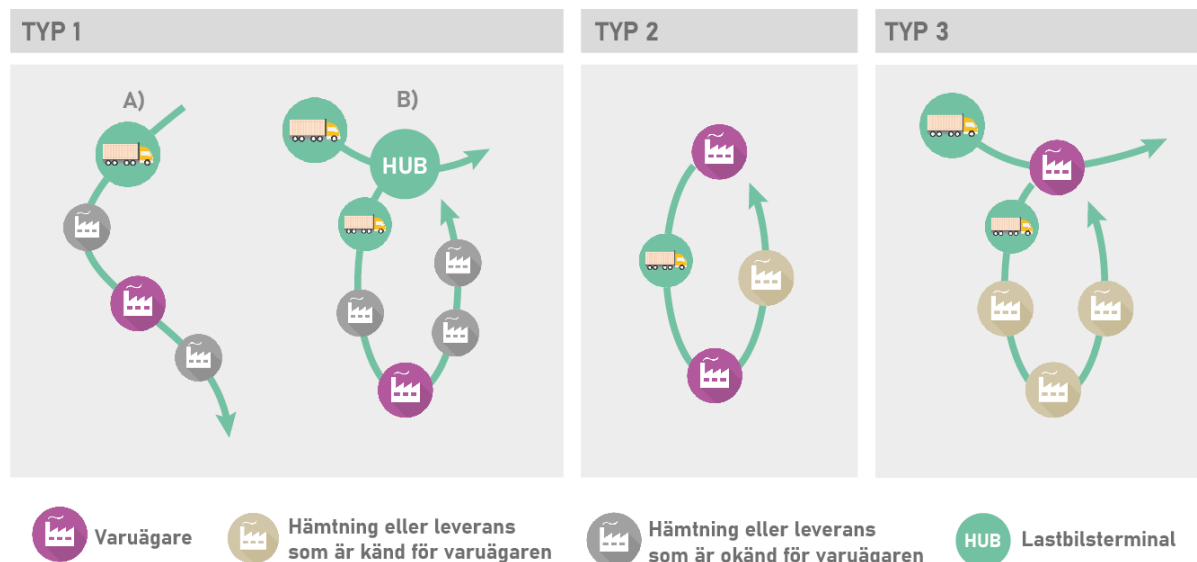 TYP 1
TYP 2
TYP 3
A)
B)
HUB
Varuägare
Hämtning eller leverans
som är känd för varuägaren
Hämtning eller leverans
som är okänd för varuägaren
HUB
Lastbilsterminal